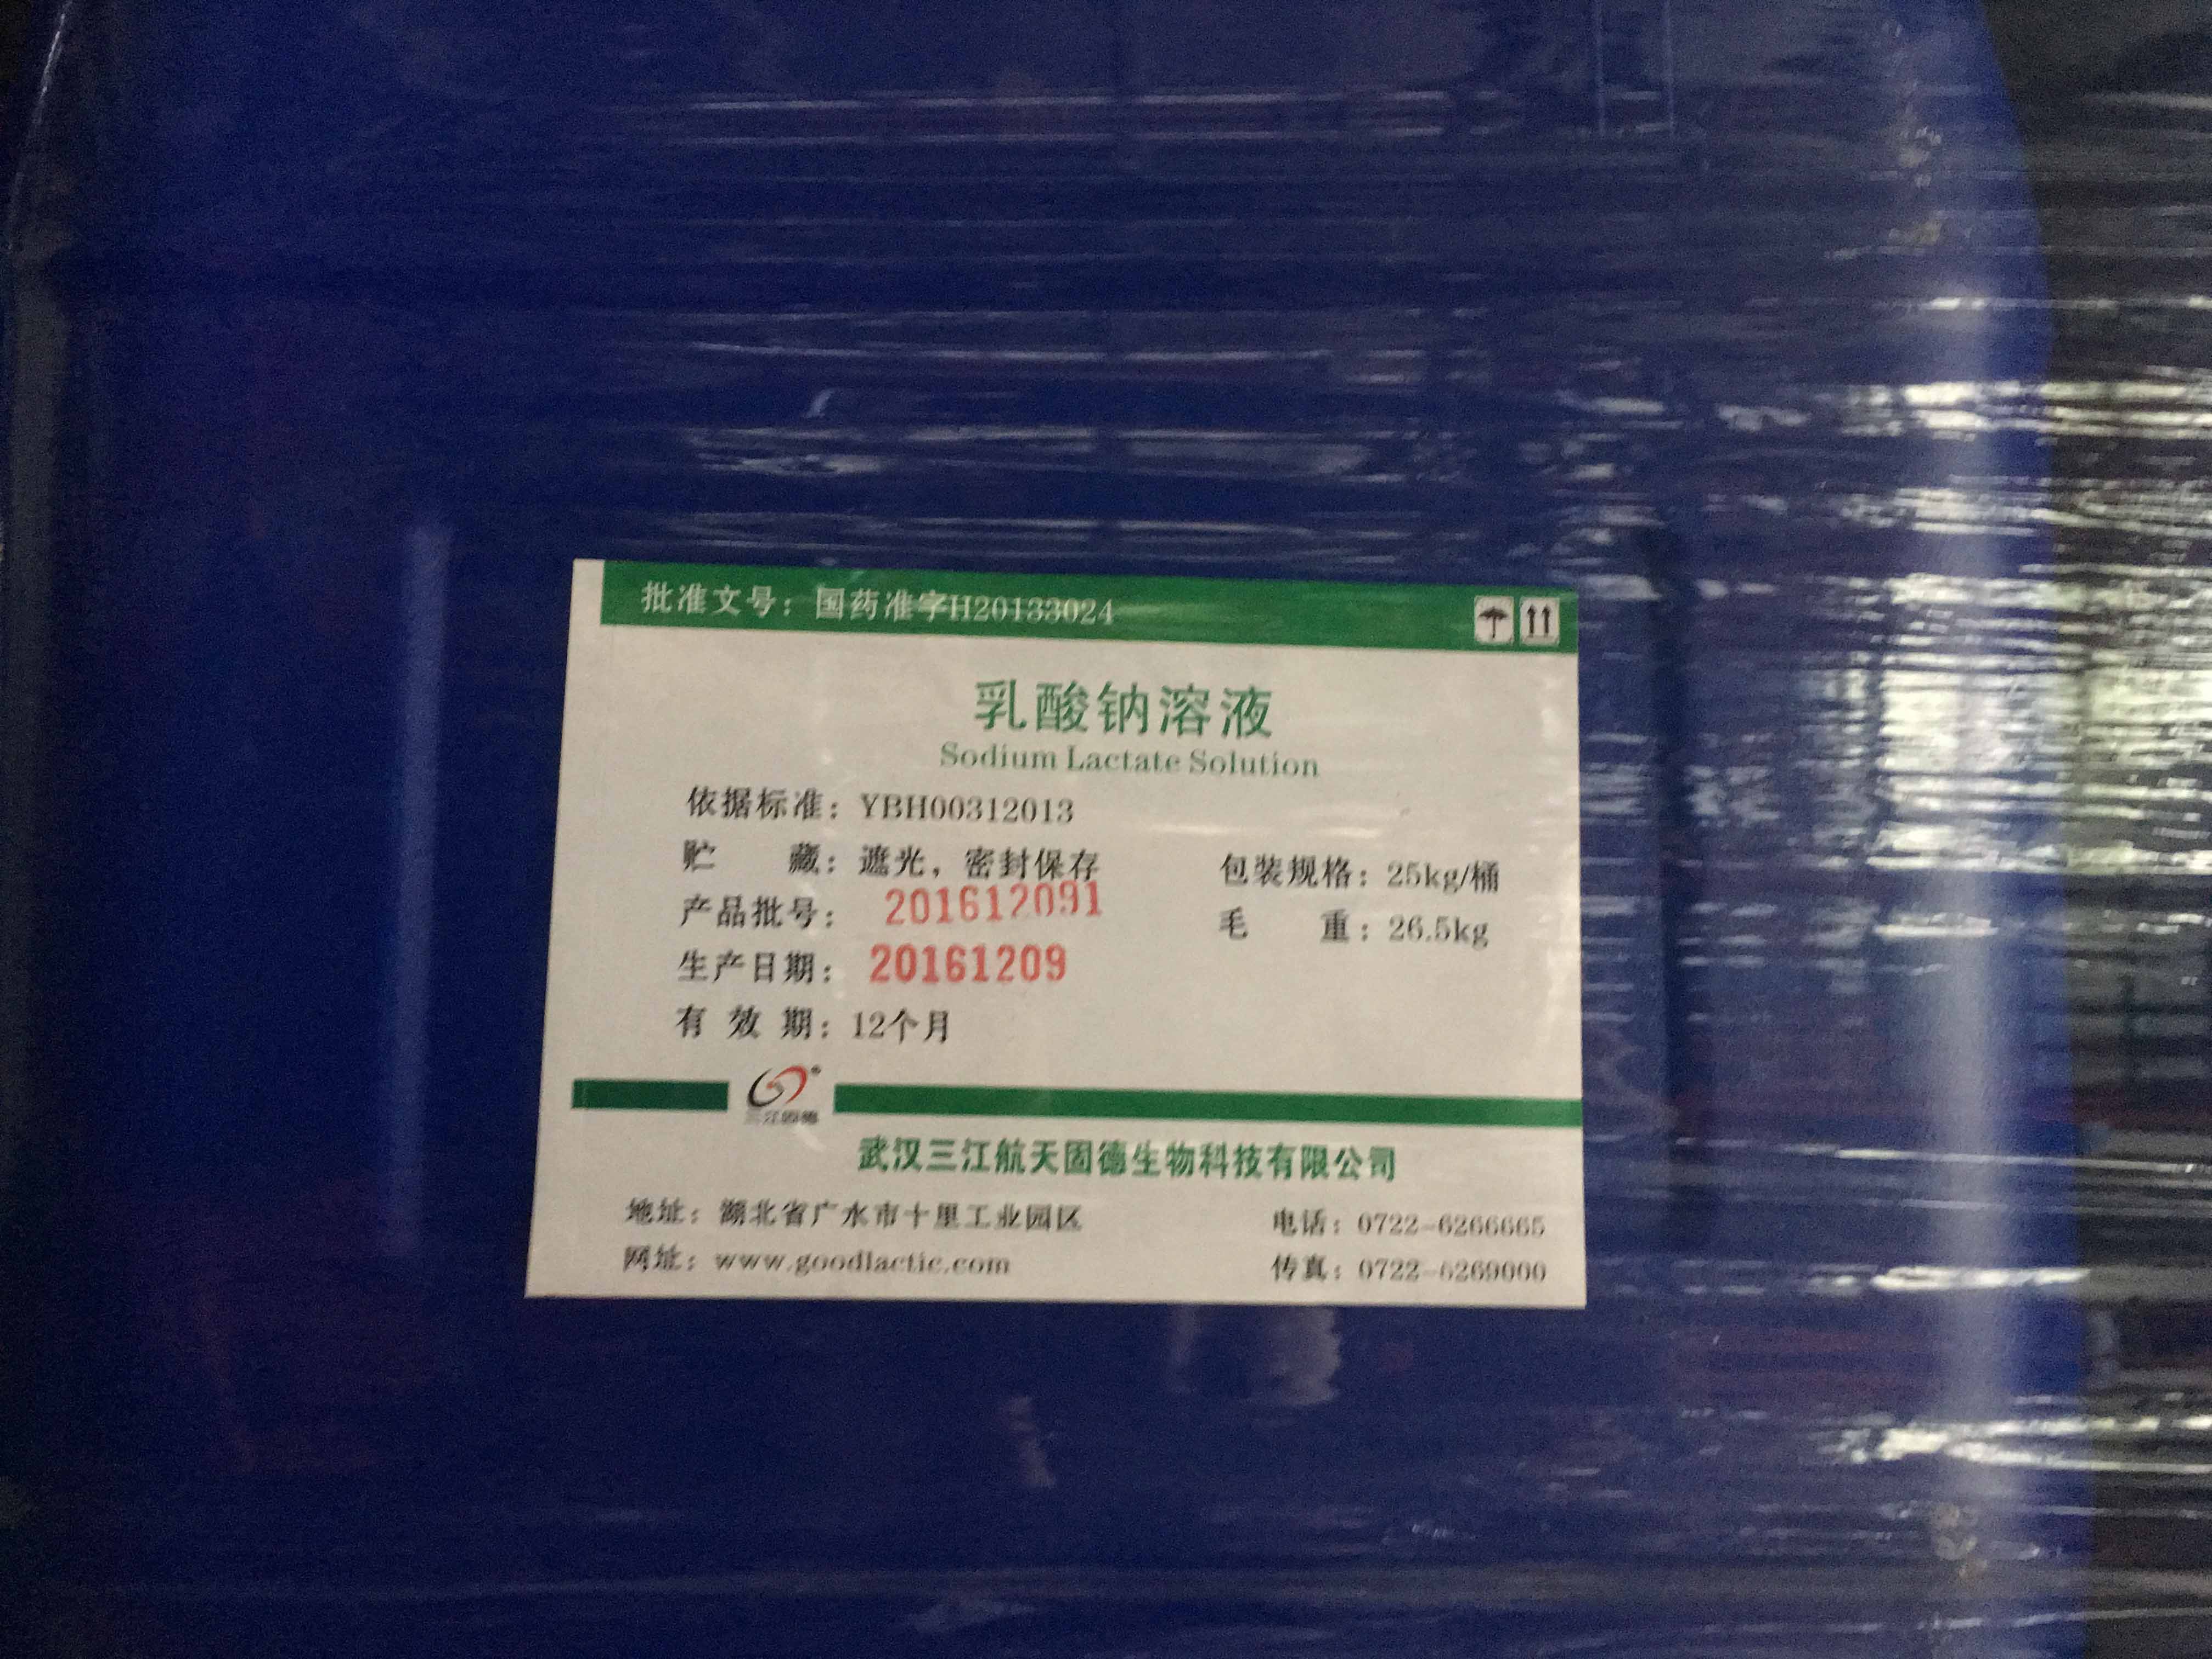 批准文号：国药准字H20133024
乳酸钠溶液
Sodium Lactate Solution
依据标准：YBH00312013
贮 藏：遮光，密封保存
包装规格：25kg/桶
产品批号：201612091
毛 重：26.5kg
生产日期：20161209
有 效 期：12个月
三江固德
武汉三江航天固德生物科技有限公司
地址：湖北省广水市十里工业园区
电话：0722-6266665
网址：www.goodlactic.com
传真：0722-6269000